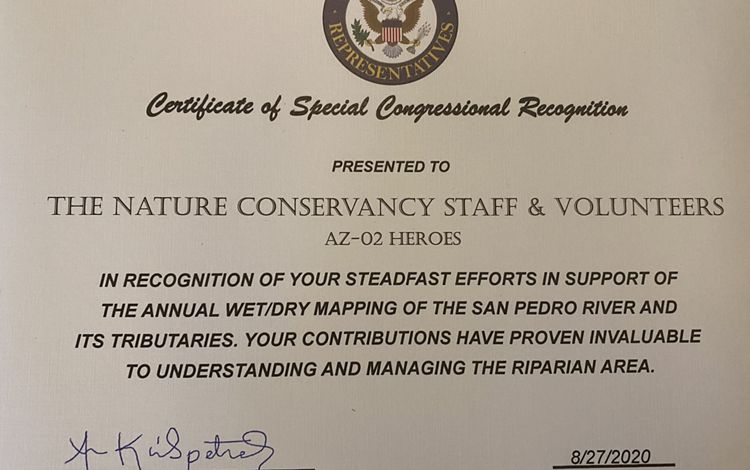 REPRESENTATIVES
Certificate of Special Congressional Recognition
PRESENTED TO
THE NATURE CONSERVANCY STAFF & VOLUNTEERS
AZ-02 HEROES
IN RECOGNITION OF YOUR STEADFAST EFFORTS IN SUPPORT OF
THE ANNUAL WET/DRY MAPPING OF THE SAN PEDRO RIVER AND
ITS TRIBUTARIES. YOUR CONTRIBUTIONS HAVE PROVEN INVALUABLE
TO UNDERSTANDING AND MANAGING THE RIPARIAN AREA.
8/27/2020